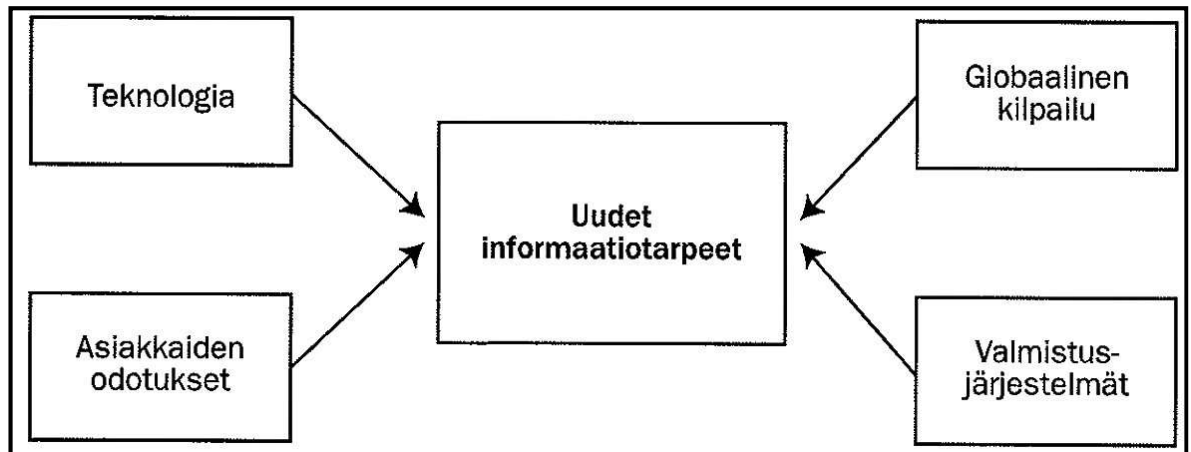 Teknologia
Globaalinen
kilpailu
Uudet
informaatiotarpeet
Asiakkaiden
odotukset
Valmistus-
järjestelmät